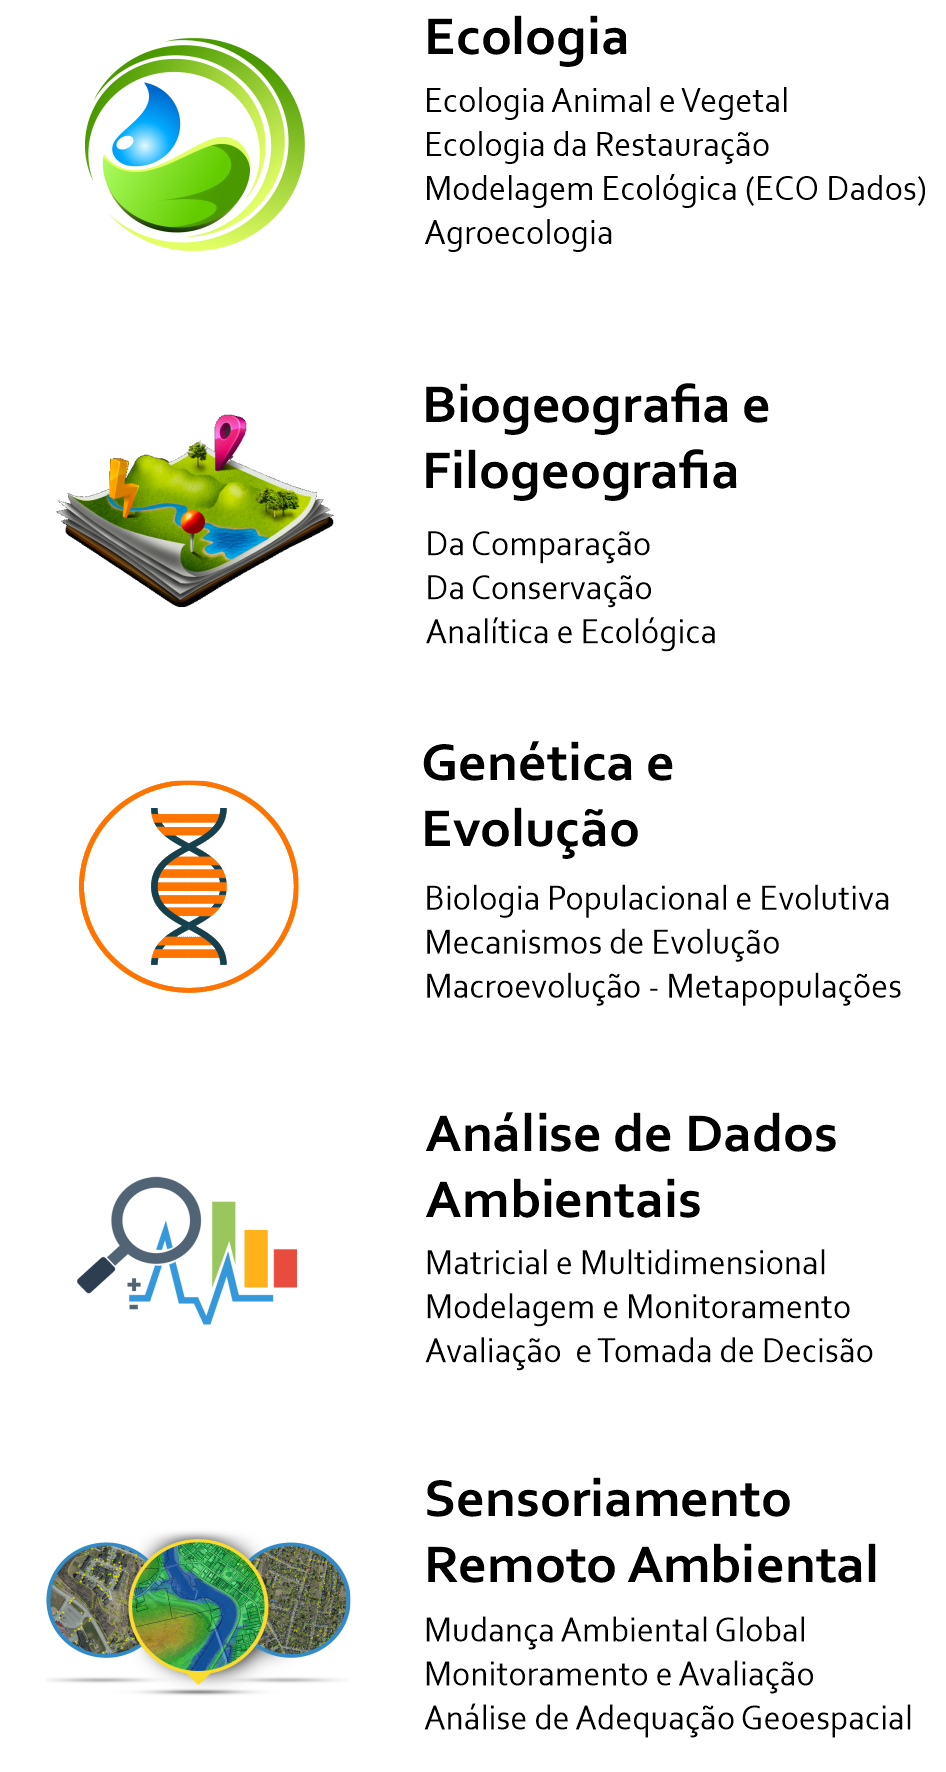 Ecologia
Ecologia Animal e Vegetal
Ecologia da Restauração
Modelagem Ecológica (ECO Dados)
Agroecologia
Biogeografia e
Filogeografia
Da Comparação
Da Conservação
Analítica e Ecológica
Genética e
Evolução
Biologia Populacional e Evolutiva
Mecanismos de Evolução
Macroevolução - Metapopulações
Análise de Dados
Ambientais
Matricial e Multidimensional
Modelagem e Monitoramento
Avaliação e Tomada de Decisão
Sensoriamento
Remoto Ambiental
Mudança Ambiental Global
Monitoramento e Avaliação
Análise de Adequação Geoespacial